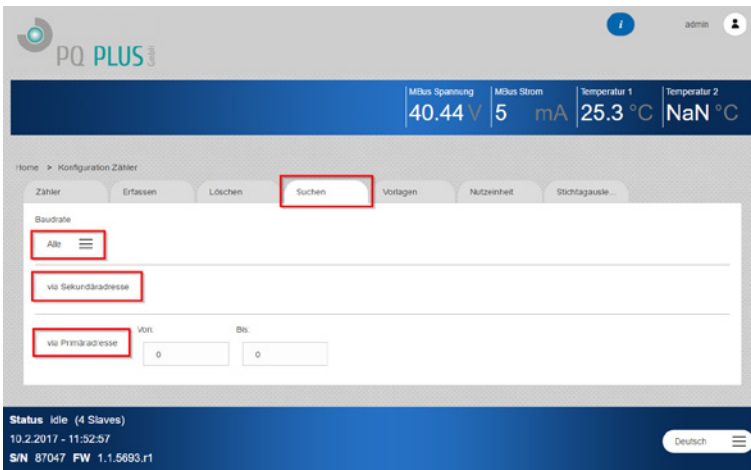 admin
PQ PLUS GmbH
MBus Spannung MBus Strom Temperatur 1 Temperatur 2
40.44 V 5 mA 25.3 °C NaN °C
Home > Konfiguration Zähler
Zähler Erfassen Löschen Suchen Vorlagen Nutzeinheit Stichtagausle...
Baudrate
Alle
via Sekundäradresse
Von: Bis:
via Primäradresse 0 0
Status Idle (4 Slaves)
10.2.2017 - 11:52:57
Deutsch
S/N 87047 FW 1.1.5693.r1